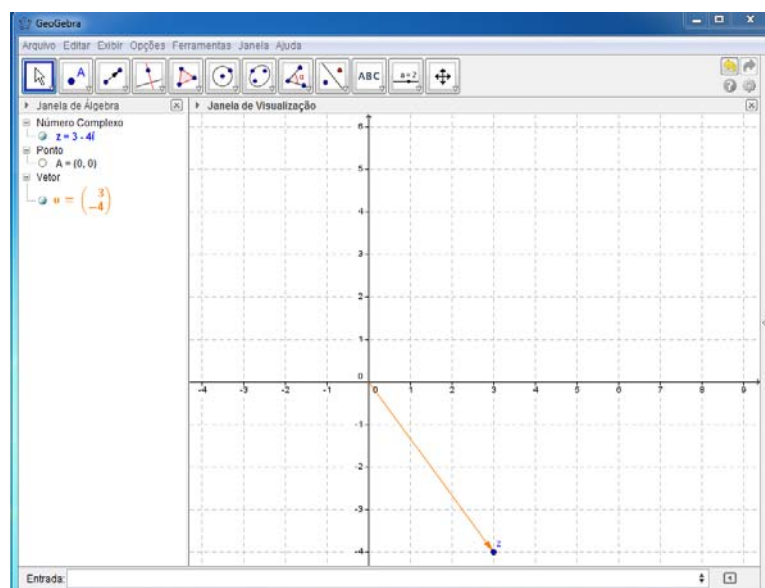 GeoGebra
Arquivo Editar Exibir Opções Ferramentas Janela Ajuda
A
α
ABC
a=2
Janela de Álgebra
Janela de Visualização
Número Complexo
z = 3 - 4í
Ponto
A = (0, 0)
Vetor
u = ( 3
-4 )
6
5
4
3
2
1
0
-4 -3 -2 -1 0 1 2 3 4 5 6 7 8 9
-1
-2
-3
z
-4
Entrada: